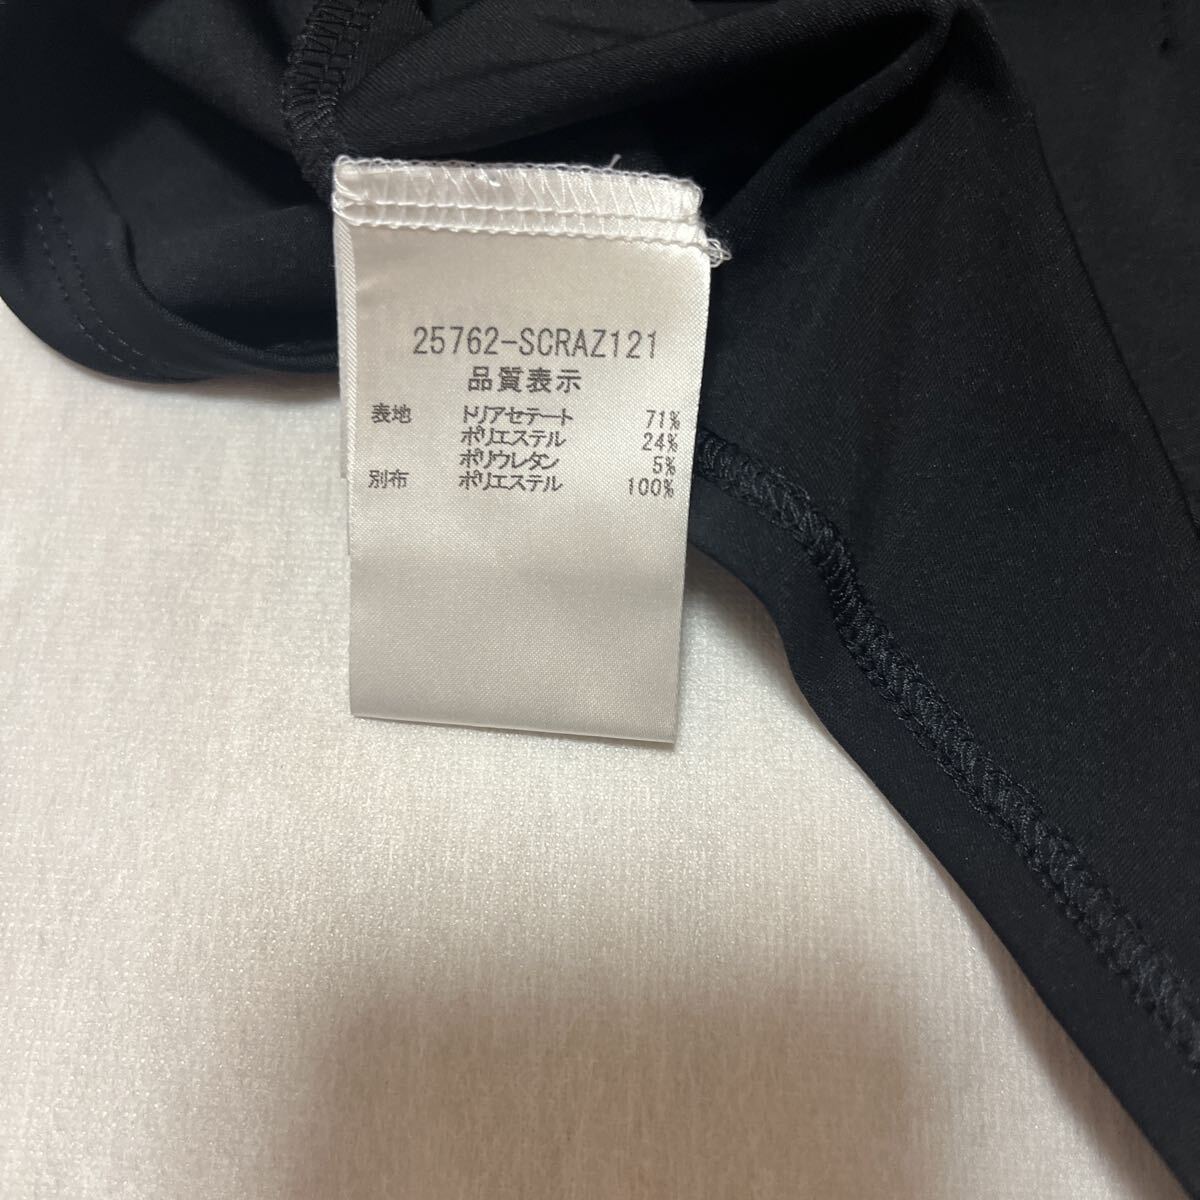 25762-SCRAZ121
品質表示
表地 トリアセテート 71%
ポリエステル 24%
ポリウレタン 5%
別布 ポリエステル 100%